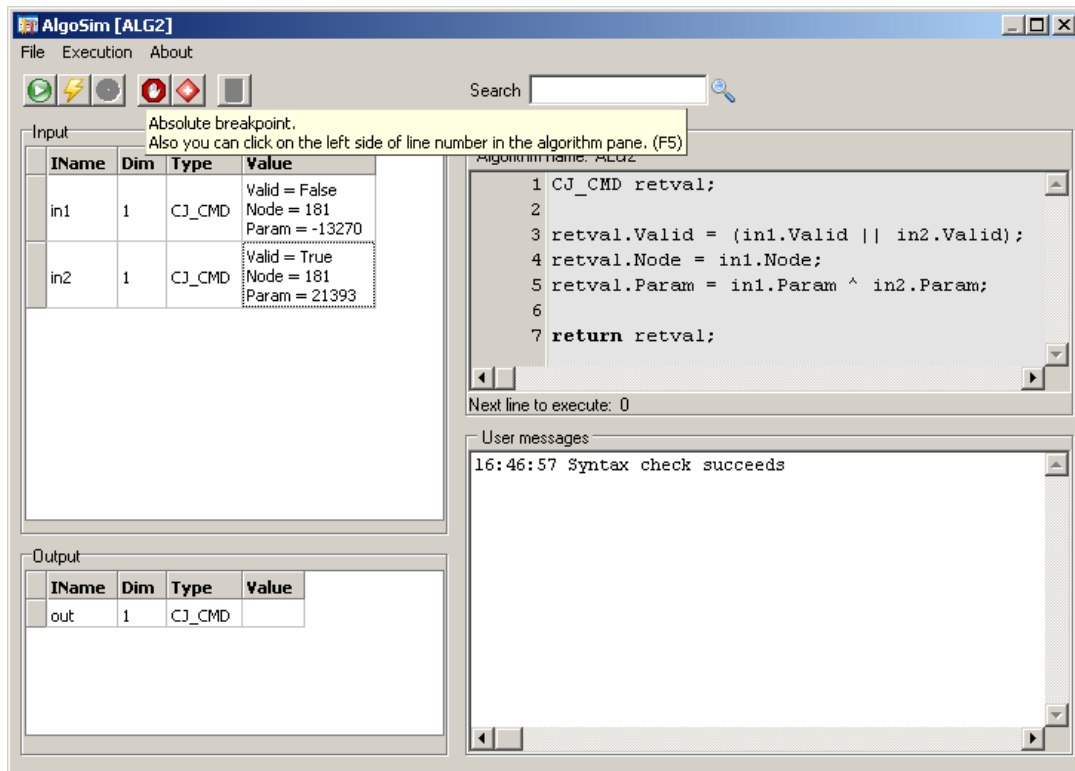 AlgoSim [ALG2]
File Execution About
Search
Absolute breakpoint.
Also you can click on the left side of line number in the algorithm pane. (F5)
Input
IName Dim Type Value
in1 1 CJ_CMD Valid = False
Node = 181
Param = -13270
in2 1 CJ_CMD Valid = True
Node = 181
Param = 21393
Algorithm name: ALG2
1 CJ_CMD retval;
2
3 retval.Valid = (in1.Valid || in2.Valid);
4 retval.Node = in1.Node;
5 retval.Param = in1.Param ^ in2.Param;
6
7 return retval;
Next line to execute: 0
User messages
16:46:57 Syntax check succeeds
Output
IName Dim Type Value
out 1 CJ_CMD